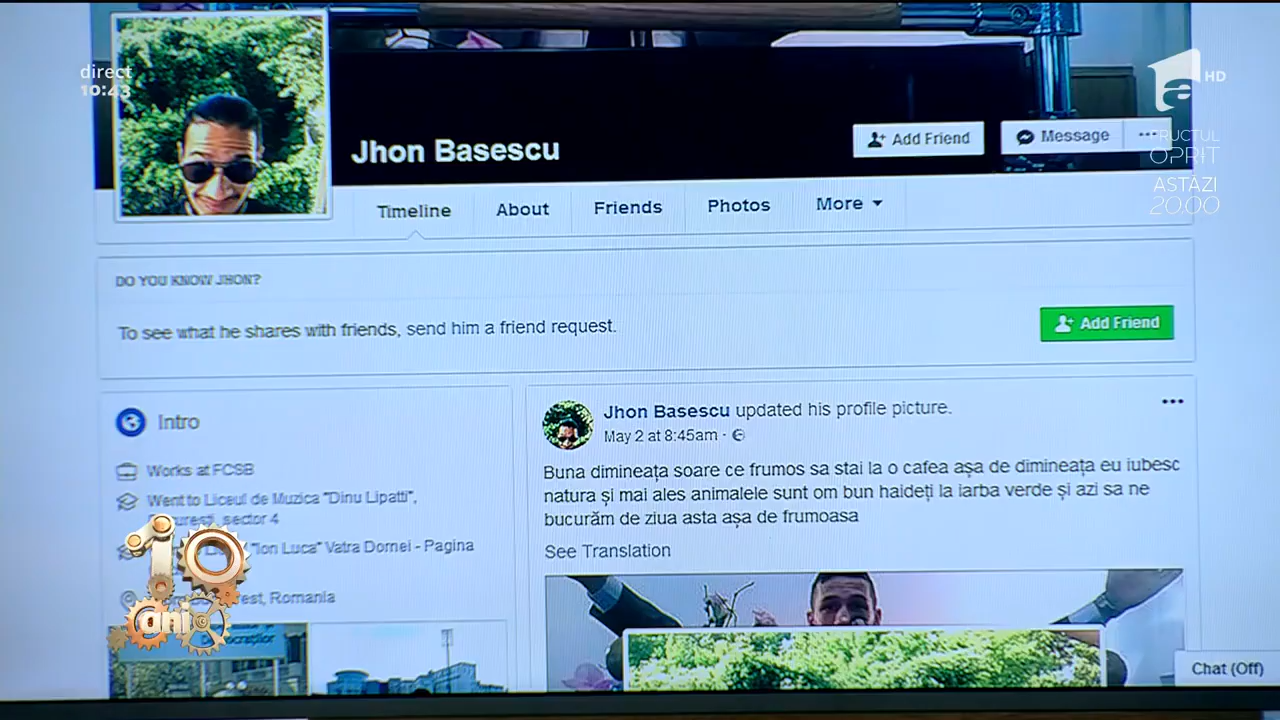 direct
10:43
HD
FRUCTUL
OPRIT
ASTĂZI
20.00
Jhon Basescu
Add Friend
Message
Timeline
About
Friends
Photos
More
DO YOU KNOW JHON?
To see what he shares with friends, send him a friend request.
Add Friend
Intro
Works at FCSB
Went to Liceul de Muzica "Dinu Lipatti",
sector 4
"Ion Luca" Vatra Dornei - Pagina
Romania
10
ani
Jhon Basescu updated his profile picture.
May 2 at 8:45am
Buna dimineața soare ce frumos sa stai la o cafea așa de dimineața eu iubesc
natura și mai ales animalele sunt om bun haideți la iarba verde și azi sa ne
bucurăm de ziua asta așa de frumoasa
See Translation
Chat (Off)